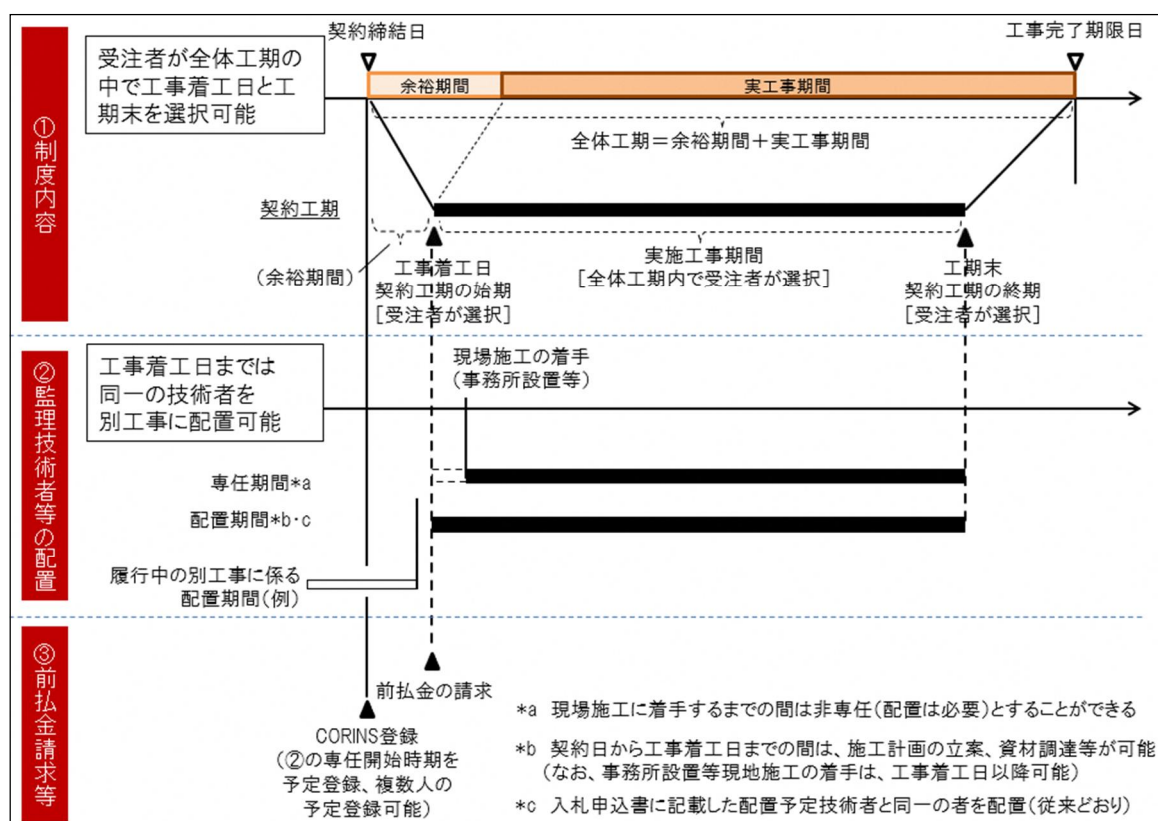 契約締結日
工事完了期限日
受注者が全体工期の
中で工事着工日と工
期末を選択可能
余裕期間
実工事期間
全体工期＝余裕期間＋実工事期間
①制度内容
契約工期
(余裕期間)
工事着工日
契約工期の始期
[受注者が選択]
実施工事期間
[全体工期内で受注者が選択]
工期末
契約工期の終期
[受注者が選択]
②監理技術者等の配置
工事着工日までは
同一の技術者を
別工事に配置可能
現場施工の着手
(事務所設置等)
専任期間*a
配置期間*b・c
履行中の別工事に係る
配置期間(例)
③前払金請求等
前払金の請求
CORINS登録
(②の専任開始時期を
予定登録、複数人の
予定登録可能)
*a 現場施工に着手するまでの間は非専任(配置は必要)とすることができる
*b 契約日から工事着工日までの間は、施工計画の立案、資材調達等が可能
(なお、事務所設置等現地施工の着手は、工事着工日以降可能)
*c 入札申込書に記載した配置予定技術者と同一の者を配置(従来どおり)